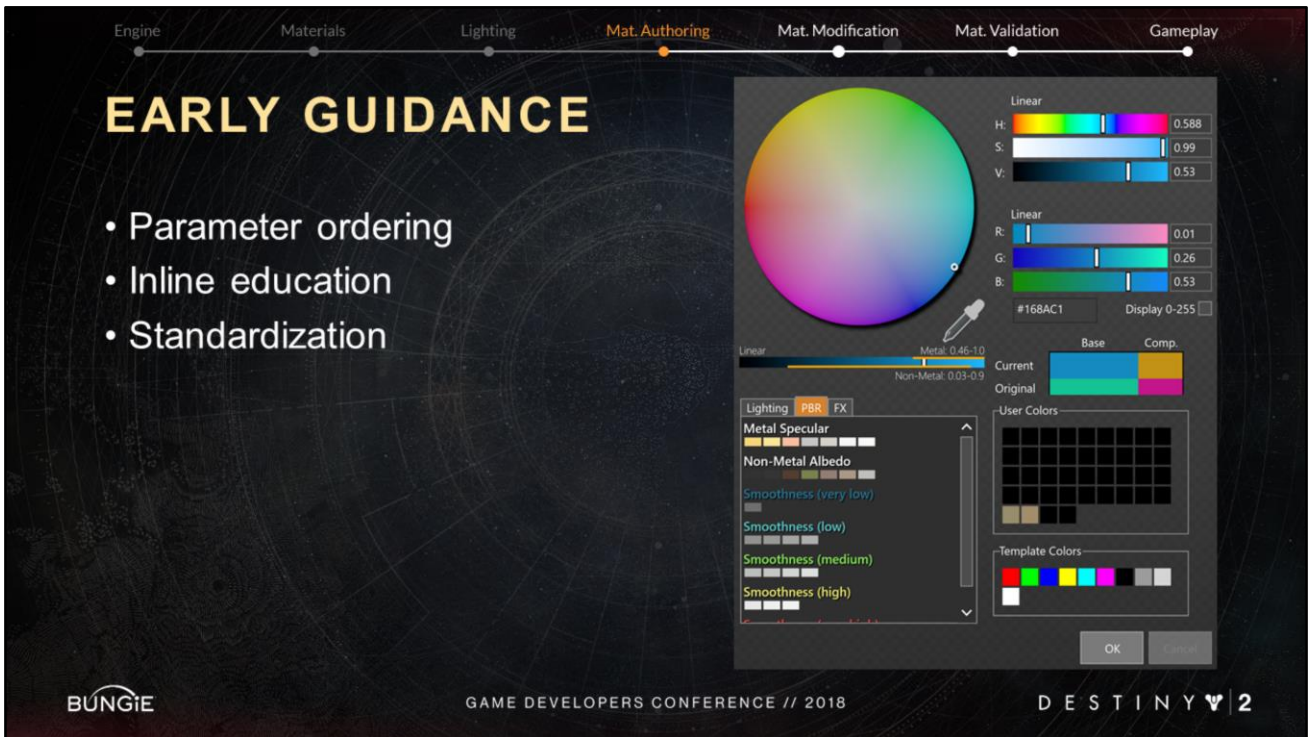 Engine Materials Lighting Mat. Authoring Mat. Modification Mat. Validation Gameplay
EARLY GUIDANCE
• Parameter ordering
• Inline education
• Standardization
Linear
H: 0.588
S: 0.99
V: 0.53
Linear
R: 0.01
G: 0.26
B: 0.53
#168AC1 Display 0-255
Linear Metal: 0.46-1.0
Non-Metal: 0.03-0.9
Base Comp.
Current
Original
Lighting PBR FX
Metal Specular
Non-Metal Albedo
Smoothness (very low)
Smoothness (low)
Smoothness (medium)
Smoothness (high)
User Colors
Template Colors
OK Cancel
BUNGiE
GAME DEVELOPERS CONFERENCE // 2018
DESTINY 2